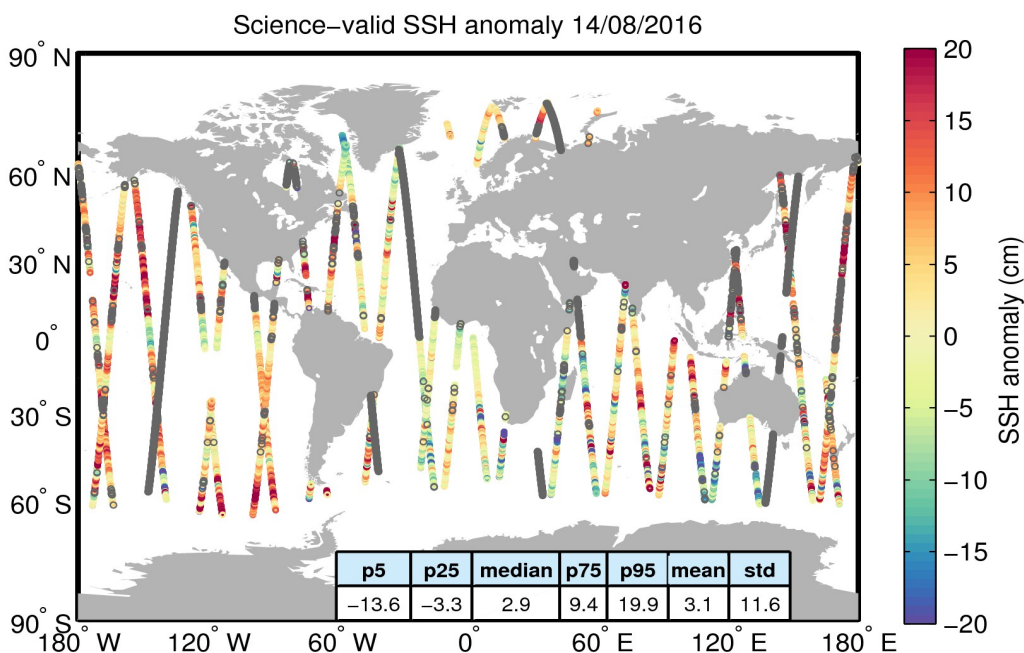 Science−valid SSH anomaly 14/08/2016
90° N
60° N
30° N
0°
30° S
60° S
90° S
180° W
120° W
60° W
0°
60° E
120° E
180° E
p5 p25 median p75 p95 mean std
−13.6 −3.3 2.9 9.4 19.9 3.1 11.6
20
15
10
5
0
−5
−10
−15
−20
SSH anomaly (cm)